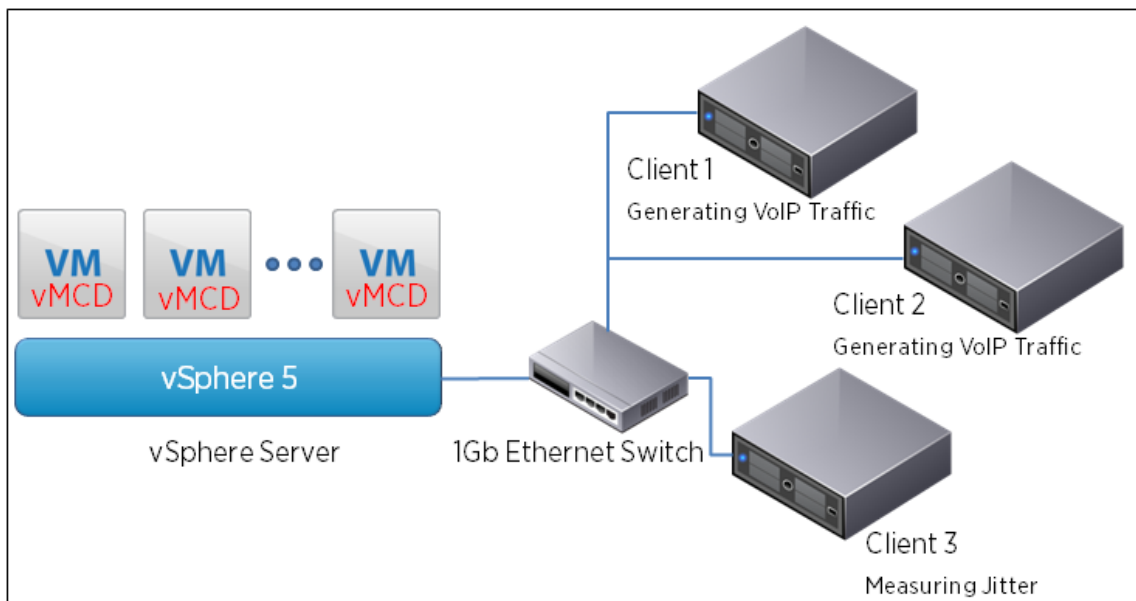 Client 1
Generating VoIP Traffic
VM
vMCD
VM
vMCD
VM
vMCD
Client 2
Generating VoIP Traffic
vSphere 5
vSphere Server
1Gb Ethernet Switch
Client 3
Measuring Jitter